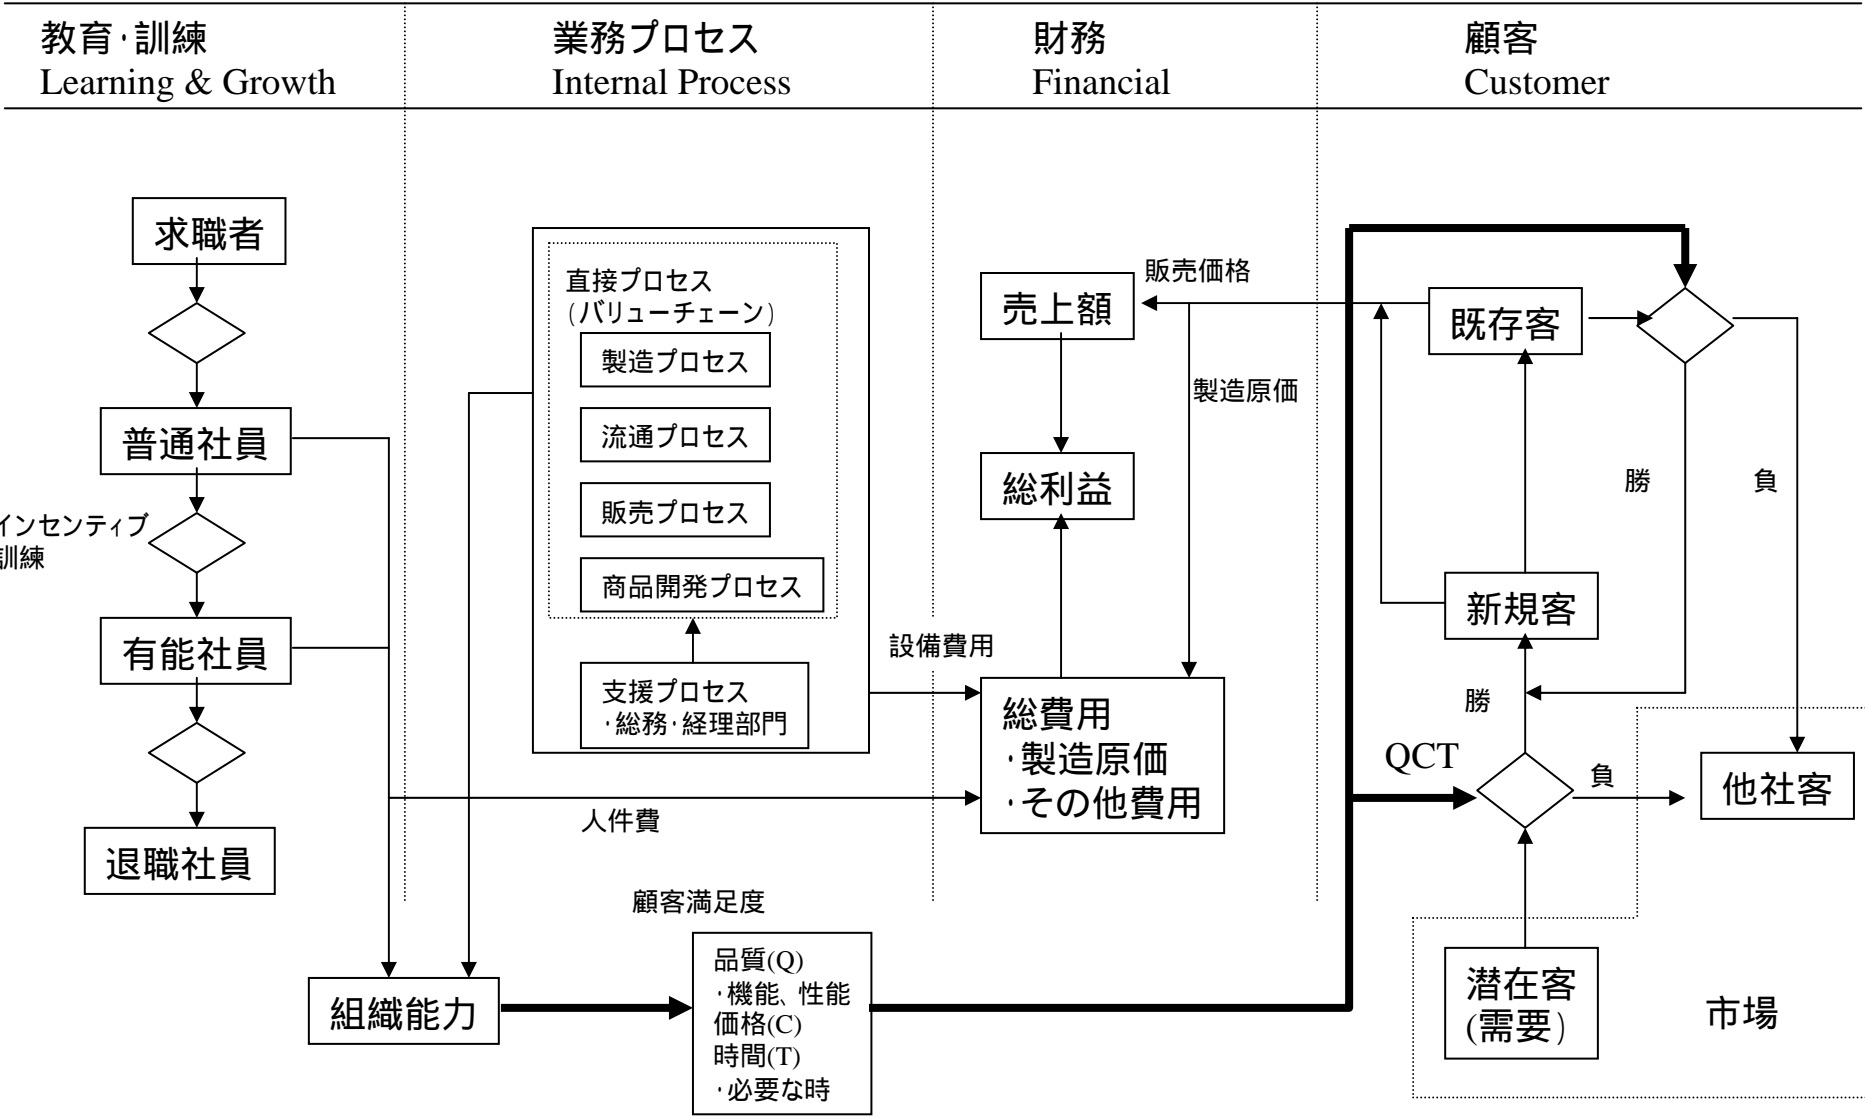 教育・訓練
Learning & Growth
業務プロセス
Internal Process
財務
Financial
顧客
Customer
求職者
普通社員
インセンティブ
訓練
有能社員
退職社員
直接プロセス
(バリューチェーン)
製造プロセス
流通プロセス
販売プロセス
商品開発プロセス
支援プロセス
・総務・経理部門
設備費用
人件費
売上額
販売価格
製造原価
総利益
総費用
・製造原価
・その他費用
既存客
勝
負
新規客
勝
QCT
負
他社客
潜在客
(需要)
市場
組織能力
顧客満足度
品質(Q)
・機能、性能
価格(C)
時間(T)
・必要な時